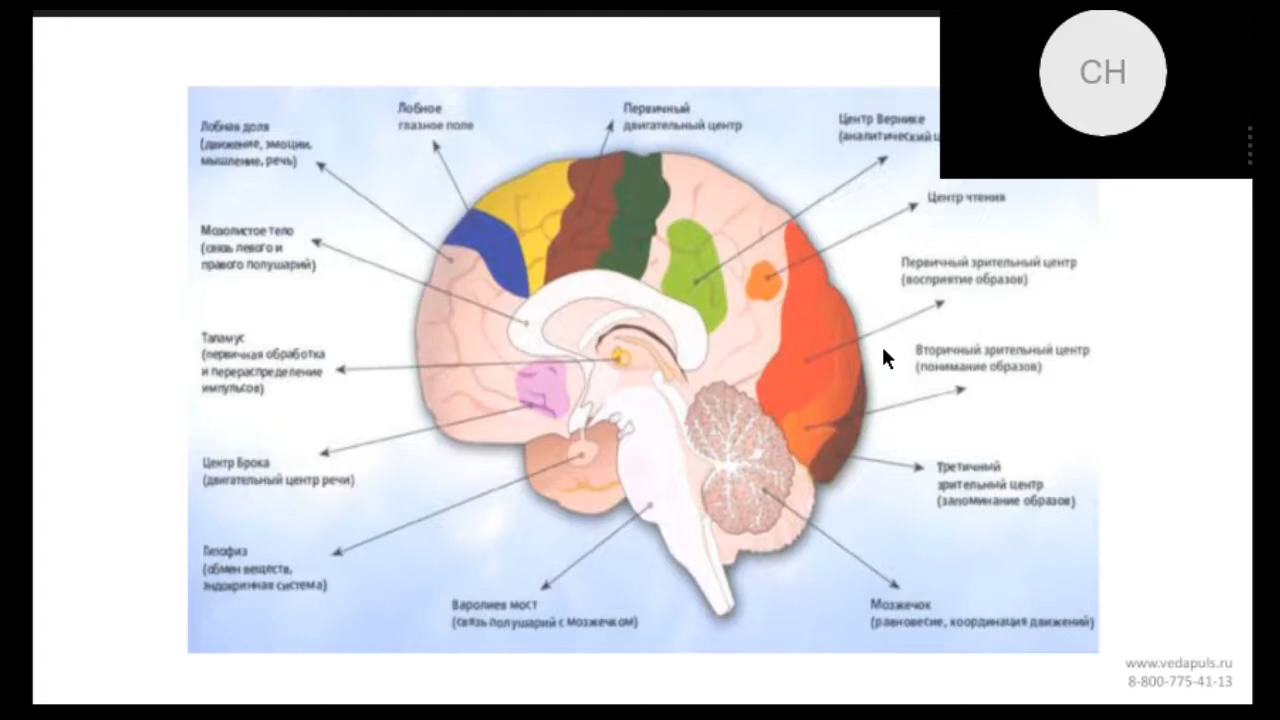 CH
Лобная доля
(движение, эмоции,
мышление, речь)
Лобное
глазное поле
Первичный
двигательный центр
Центр Вернике
(аналитический ц
Центр чтения
Мозолистое тело
(связь левого и
правого полушарий)
Первичный зрительный центр
(восприятие образов)
Таламус
(первичная обработка
и перераспределение
импульсов)
Вторичный зрительный центр
(понимание образов)
Центр Брока
(двигательный центр речи)
Третичный
зрительный центр
(запоминание образов)
Гипофиз
(обмен веществ,
эндокринная система)
Варолиев мост
(связь полушарий с мозжечком)
Мозжечок
(равновесие, координация движений)
www.vedapuls.ru
8-800-775-41-13